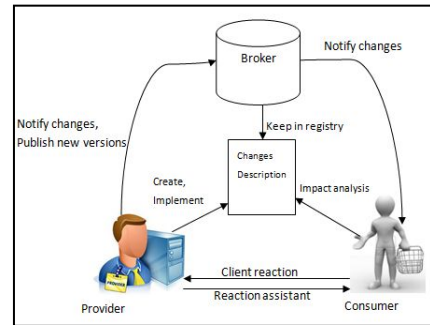 Broker
Notify changes
Notify changes,
Publish new versions
Keep in registry
Changes
Description
Create,
Implement
Impact analysis
PROVIDER
Client reaction
Reaction assistant
Provider
Consumer